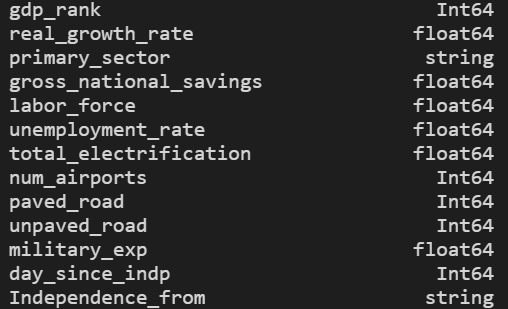 gdp_rank Int64
real_growth_rate float64
primary_sector string
gross_national_savings float64
labor_force float64
unemployment_rate float64
total_electrification float64
num_airports Int64
paved_road Int64
unpaved_road Int64
military_exp float64
day_since_indp Int64
Independence_from string